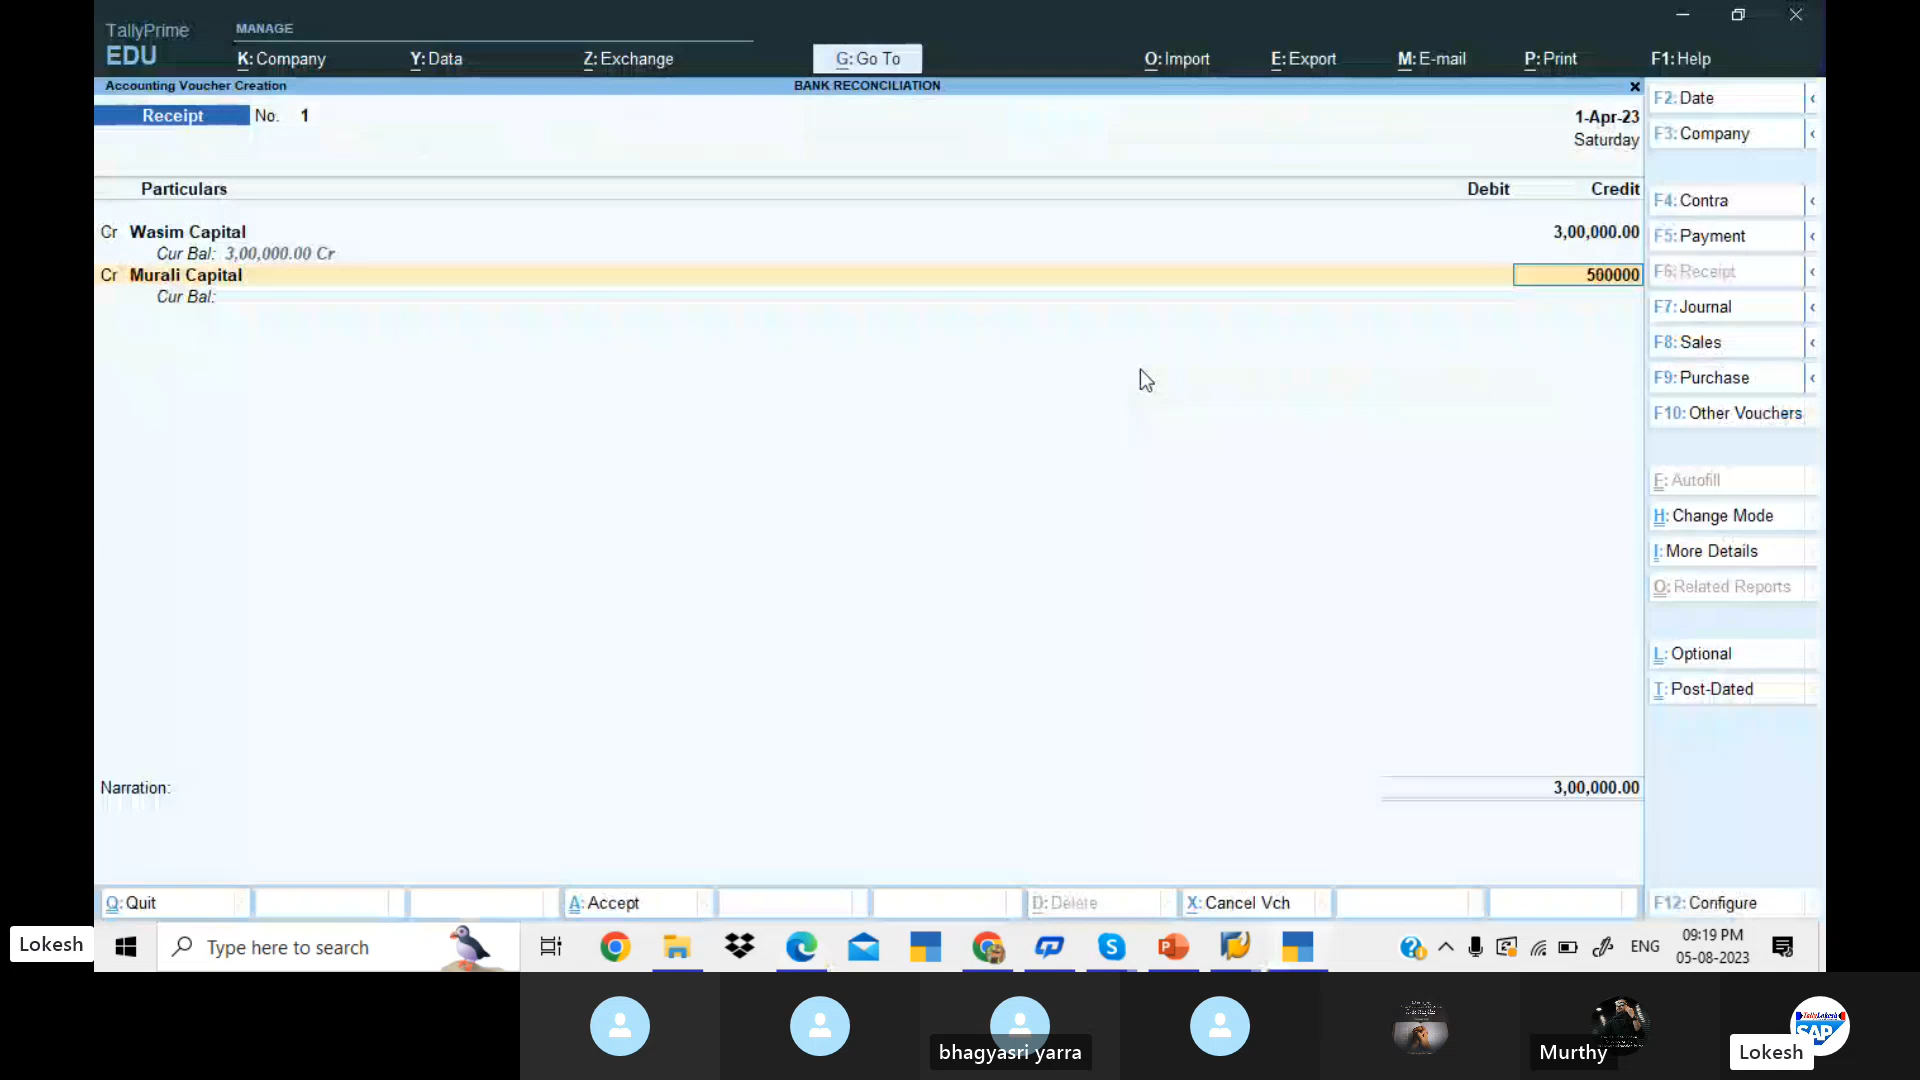 TallyPrime
EDU
MANAGE
K: Company
Y: Data
Z: Exchange
G: Go To
O: Import
E: Export
M: E-mail
P: Print
F1: Help
Accounting Voucher Creation
BANK RECONCILIATION
Receipt
No. 1
1-Apr-23
Saturday
Particulars
Debit
Credit
Cr Wasim Capital
3,00,000.00
Cur Bal: 3,00,000.00 Cr
Cr Murali Capital
500000
Cur Bal:
Narration:
3,00,000.00
F2: Date
F3: Company
F4: Contra
F5: Payment
F6: Receipt
F7: Journal
F8: Sales
F9: Purchase
F10: Other Vouchers
F: Autofill
H: Change Mode
I: More Details
O: Related Reports
L: Optional
T: Post-Dated
F12: Configure
Q: Quit
A: Accept
D: Delete
X: Cancel Vch
Lokesh
Type here to search
ENG
09:19 PM
05-08-2023
bhagyasri yarra
Murthy
Lokesh
SAP